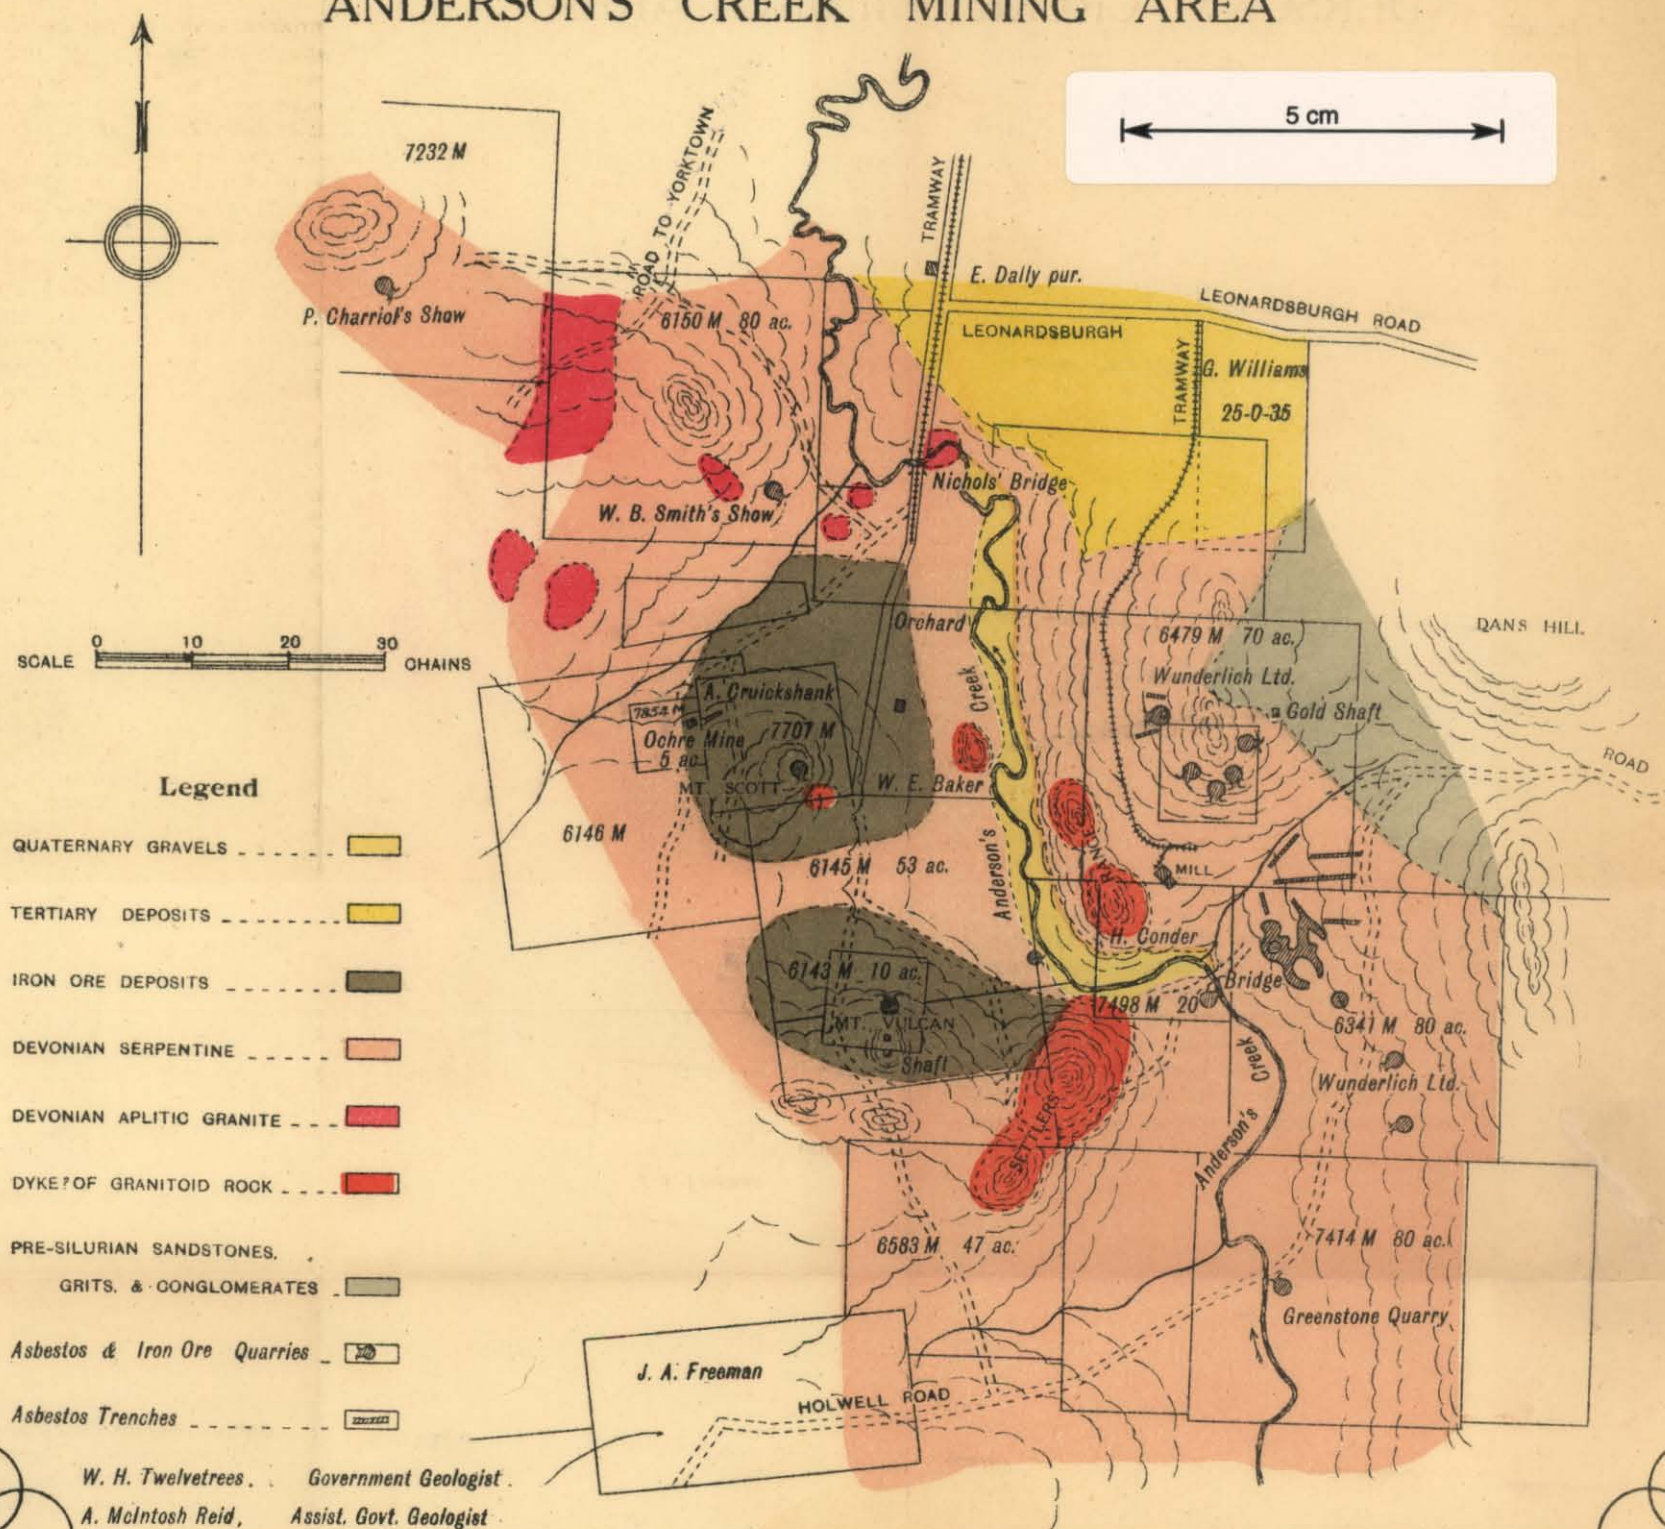 ANDERSON'S CREEK MINING AREA
N
5 cm
7232 M
ROAD TO YORKTOWN
TRAMWAY
E. Dally pur.
LEONARDSBURGH ROAD
P. Charriol's Show
6150 M 80 ac.
LEONARDSBURGH
TRAMWAY
G. Williams
25-0-35
Nichols' Bridge
W. B. Smith's Show
Orchard
DANS HILL
6479 M 70 ac.
SCALE 0 10 20 30 CHAINS
Wunderlich Ltd.
Creek
A. Cruickshank
7854 M
Gold Shaft
7707 M
Ochre Mine
5 ac.
ROAD
MT. SCOTT
W. E. Baker
Legend
6146 M
QUATERNARY GRAVELS
6145 M 53 ac.
Anderson's
MILL
TERTIARY DEPOSITS
H. Conder
6143 M 10 ac.
Bridge
IRON ORE DEPOSITS
7498 M 20
MT. VULCAN
6341 M 80 ac.
DEVONIAN SERPENTINE
Shaft
Creek
Wunderlich Ltd.
DEVONIAN APLITIC GRANITE
SETTLERS
Anderson's
DYKE? OF GRANITOID ROCK
PRE-SILURIAN SANDSTONES.
6583 M 47 ac.
7414 M 80 ac.
GRITS. & CONGLOMERATES
Greenstone Quarry
Asbestos & Iron Ore Quarries
J. A. Freeman
HOLWELL ROAD
Asbestos Trenches
W. H. Twelvetrees. Government Geologist.
A. McIntosh Reid, Assist. Govt. Geologist